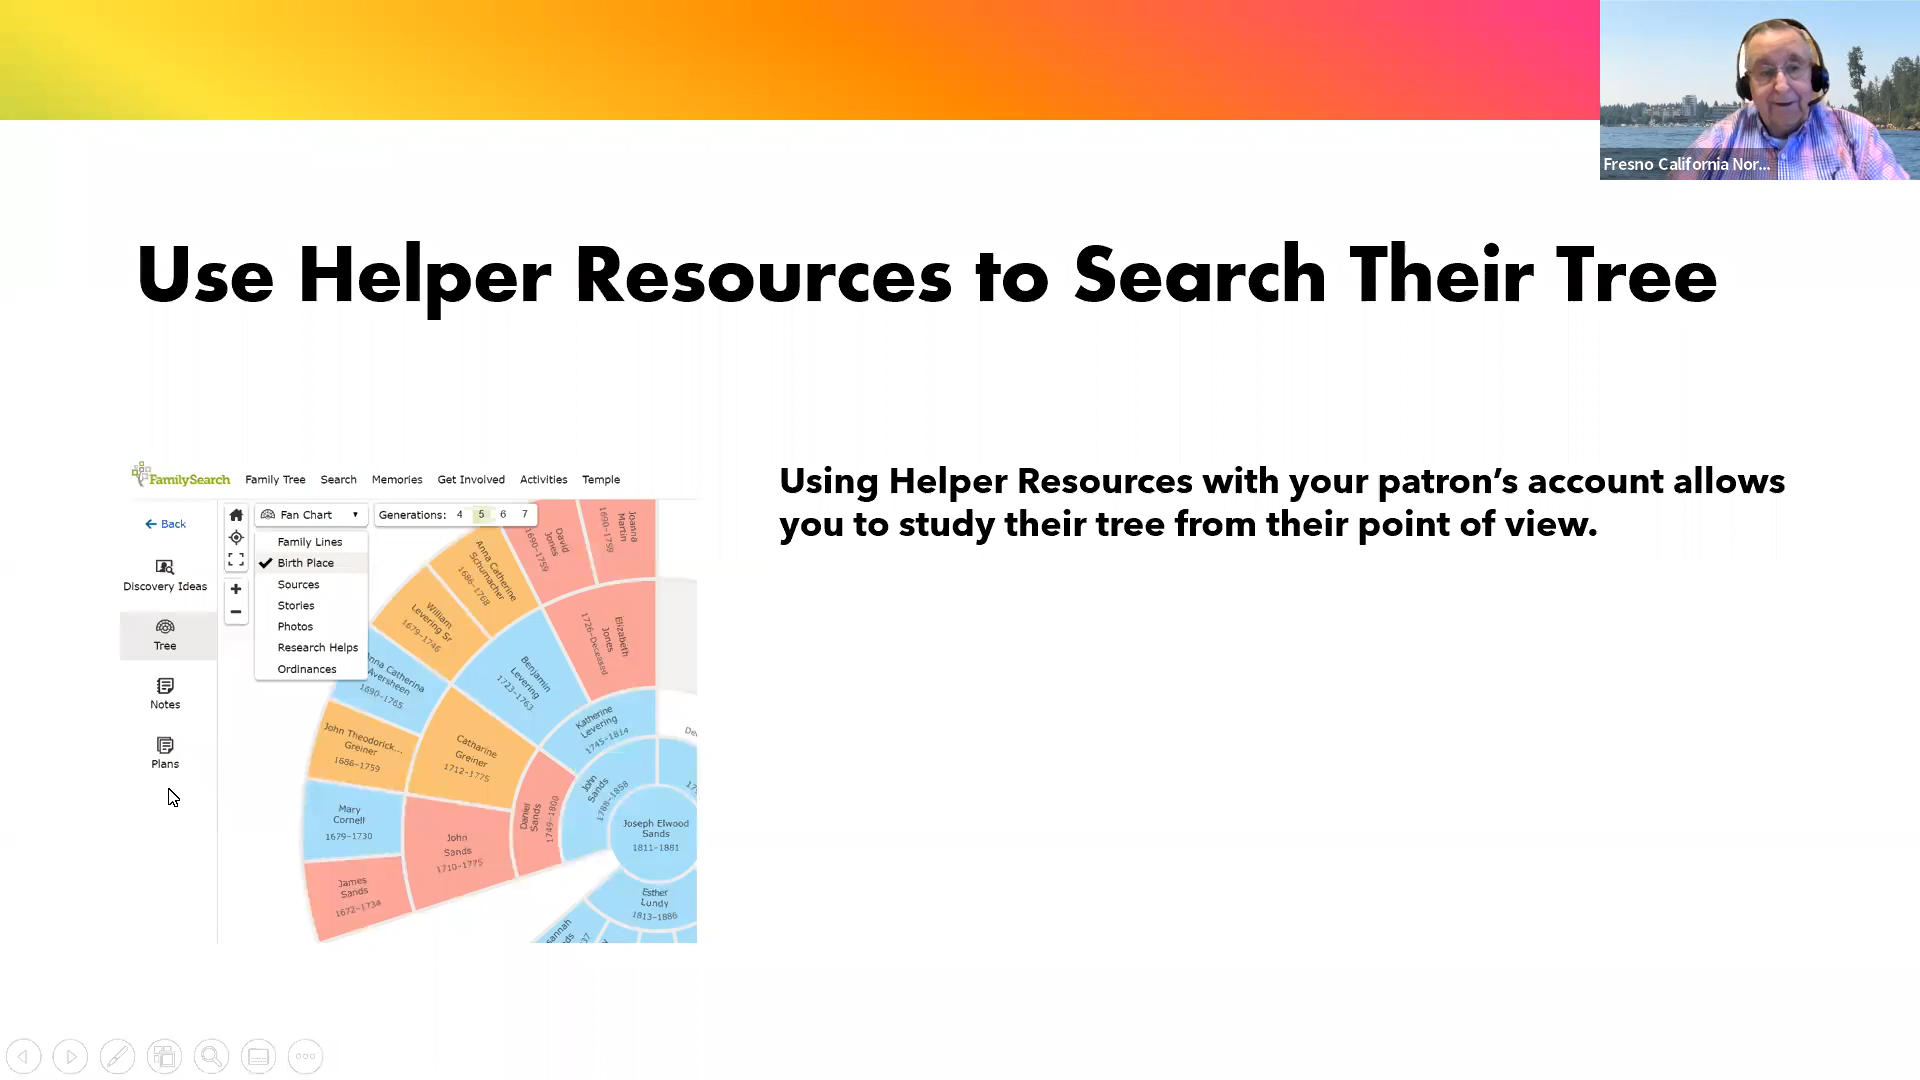 Fresno California Nor...
Use Helper Resources to Search Their Tree
Using Helper Resources with your patron's account allows
you to study their tree from their point of view.
FamilySearch Family Tree Search Memories Get Involved Activities Temple
Back
Discovery Ideas
Tree
Notes
Plans
Fan Chart
Generations: 4 5 6 7
Family Lines
Birth Place
Sources
Stories
Photos
Research Helps
Ordinances
Joanna
Martin
1690-1759
David
Jones
1690-1759
Anna Catherine
Schumacher
1686-1768
William
Levering Sr
1679-1746
Elizabeth
Jones
1726-Deceased
Benjamin
Levering
1723-1763
Anna Catherina
Aversheen
1690-1765
Katherine
Levering
1745-1814
John Theodorick...
Greiner
1686-1759
Catharine
Greiner
1712-1775
John
Sands
1788-1858
Daniel
Sands
1749-1800
Mary
Cornell
1679-1730
John
Sands
1710-1775
Joseph Elwood
Sands
1811-1881
James
Sands
1672-1734
Esther
Lundy
1813-1886